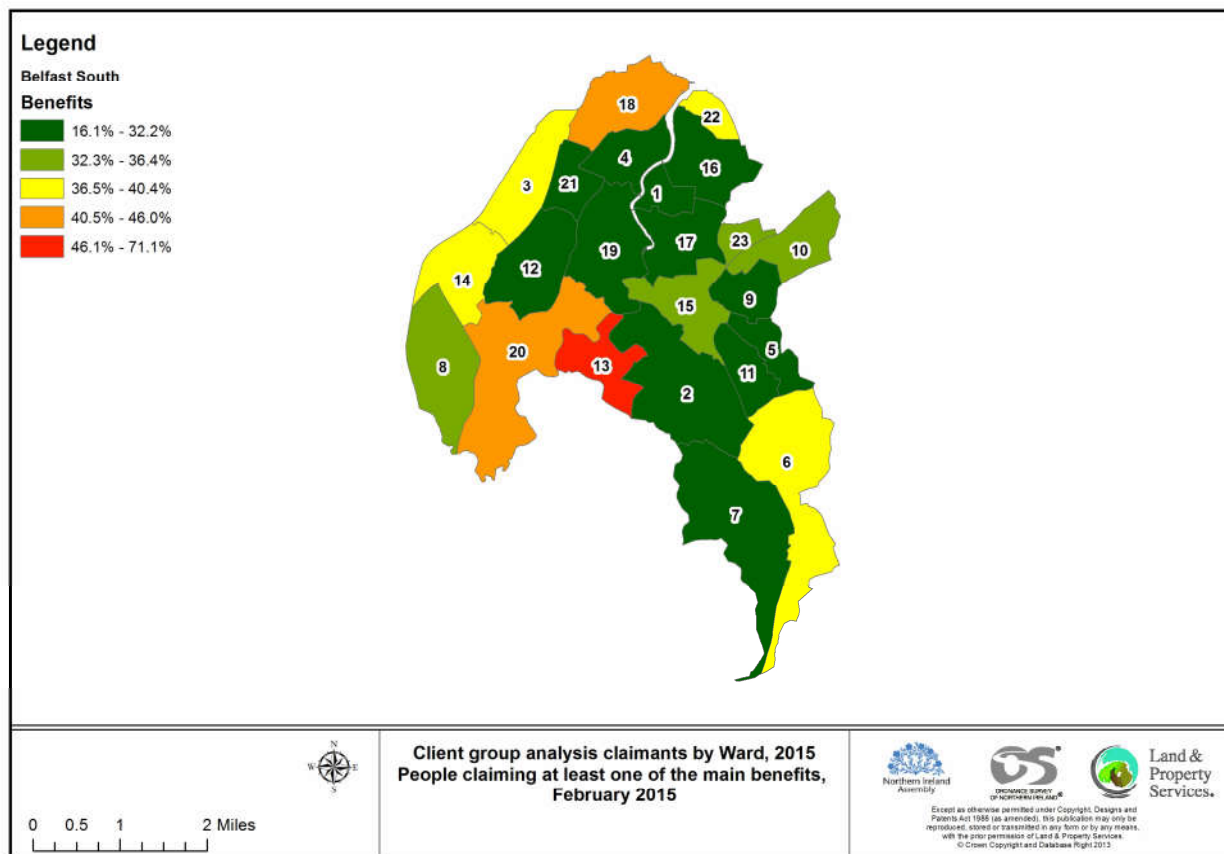 Legend
Belfast South
Benefits
16.1% - 32.2%
32.3% - 36.4%
36.5% - 40.4%
40.5% - 46.0%
46.1% - 71.1%
18
22
4
16
3
21
1
17
23
19
10
12
14
9
15
5
20
8
13
11
2
6
7
N
W
E
S
0 0.5 1 2 Miles
Client group analysis claimants by Ward, 2015
People claiming at least one of the main benefits,
February 2015
Northern Ireland
Assembly
OS®
ORDNANCE SURVEY
OF NORTHERN IRELAND®
Land &
Property
Services.
Except as otherwise permitted under Copyright, Designs and
Patents Act 1988 (as amended), this publication may only be
reproduced, stored or transmitted in any form or by any means,
with the prior permission of Land & Property Services.
© Crown Copyright and Database Right 2013